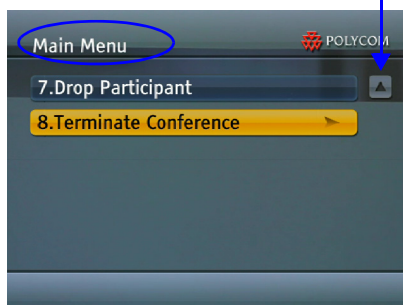 Main Menu
POLYCOM
7.Drop Participant
8.Terminate Conference